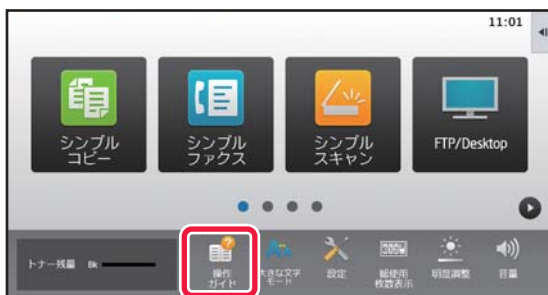 11:01
シンプル
コピー
シンプル
ファクス
シンプル
スキャン
FTP/Desktop
トナー残量 Bk
操作
ガイド
大きな文字
モード
設定
総使用
枚数表示
明度調整
音量